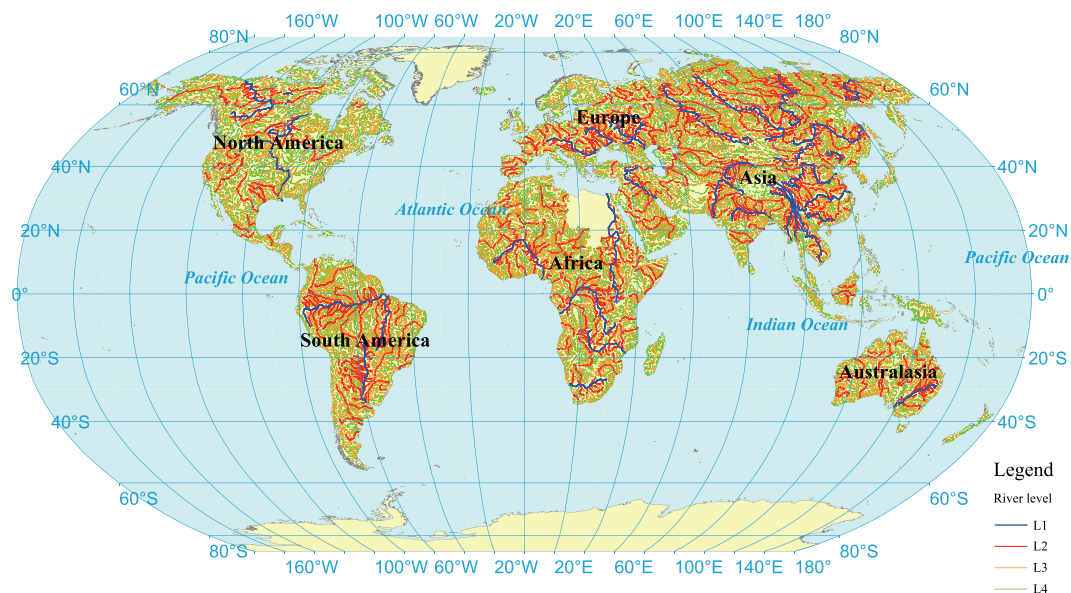 160°W 100°W 60°W 20°W 20°E 60°E 100°E 140°E 180°
80°N 80°N
60°N 60°N
Europe
North America
40°N 40°N
Asia
Atlantic Ocean
20°N 20°N
Pacific Ocean
Africa
Pacific Ocean
0° 0°
Indian Ocean
South America
20°S 20°S
Australasia
40°S 40°S
Legend
60°S 60°S
River level
L1
L2
80°S 80°S
L3
160°W 100°W 60°W 20°W 20°E 60°E 100°E 140°E 180°
L4